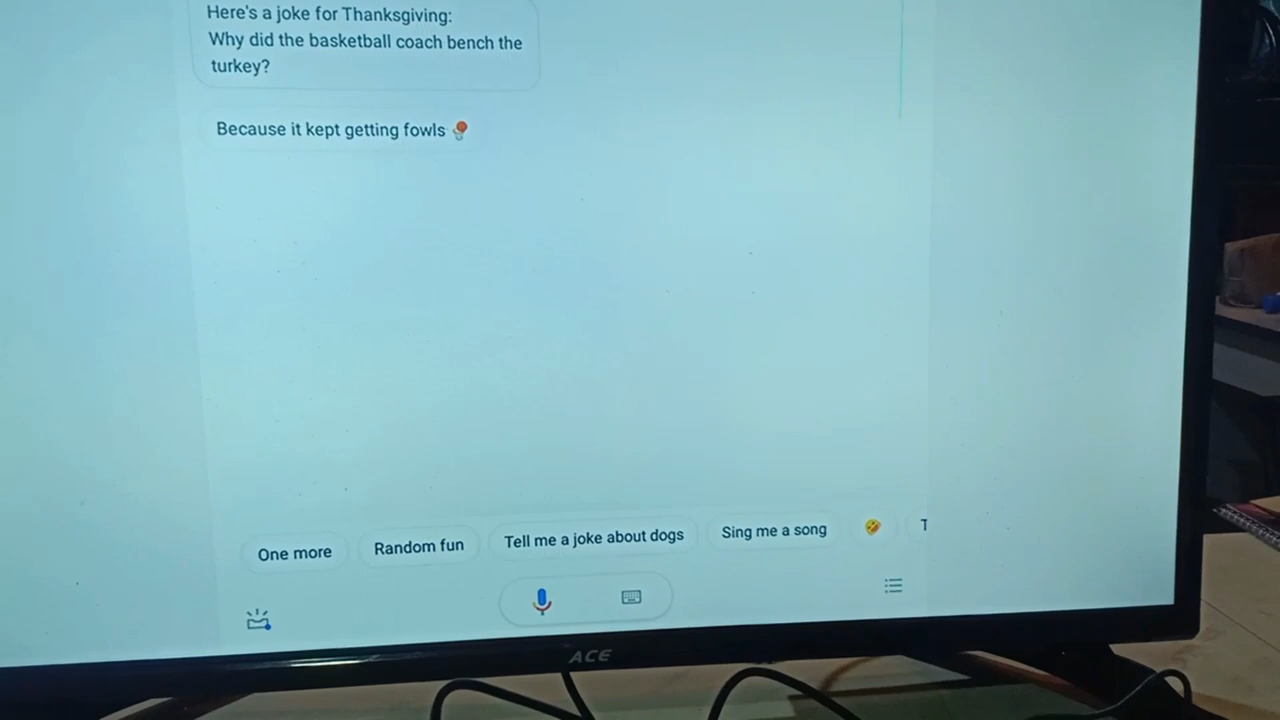 Here's a joke for Thanksgiving:
Why did the basketball coach bench the
turkey?
Because it kept getting fowls
One more
Random fun
Tell me a joke about dogs
Sing me a song
T
ACE